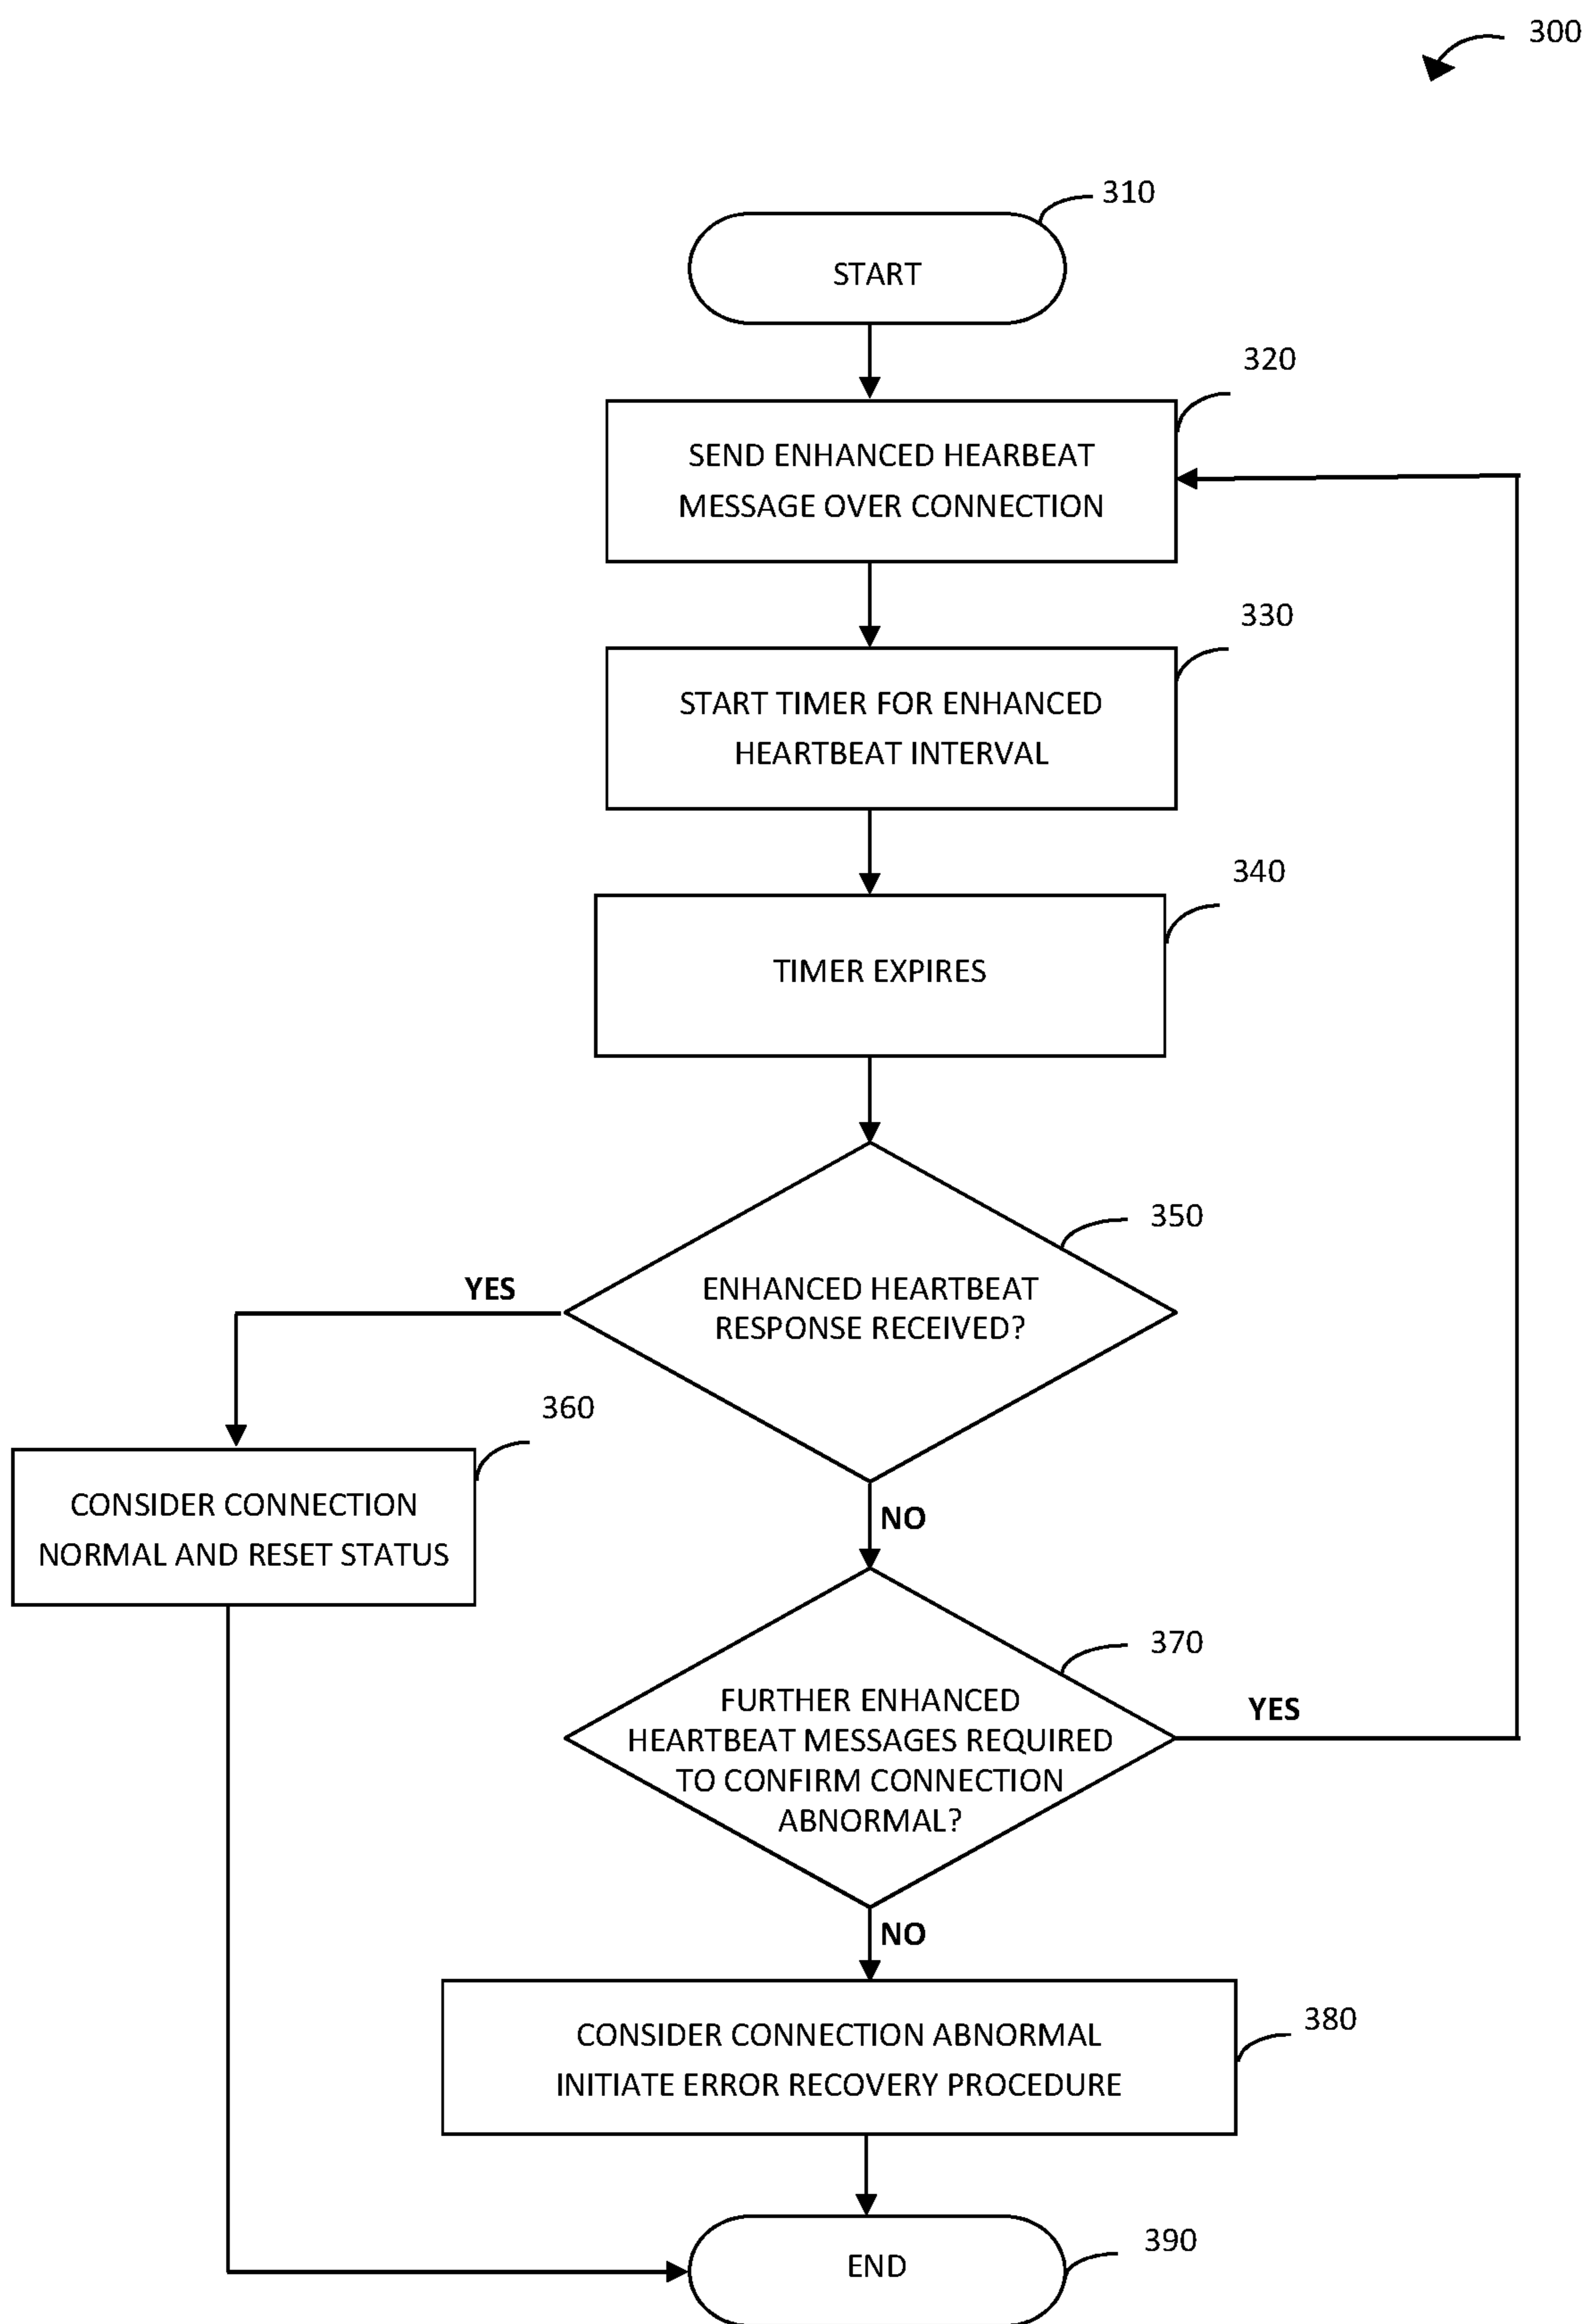 300
310
START
320
SEND ENHANCED HEARBEAT
MESSAGE OVER CONNECTION
330
START TIMER FOR ENHANCED
HEARTBEAT INTERVAL
340
TIMER EXPIRES
350
YES
ENHANCED HEARTBEAT
RESPONSE RECEIVED?
360
CONSIDER CONNECTION
NORMAL AND RESET STATUS
NO
370
FURTHER ENHANCED
HEARTBEAT MESSAGES REQUIRED
TO CONFIRM CONNECTION
ABNORMAL?
YES
NO
380
CONSIDER CONNECTION ABNORMAL
INITIATE ERROR RECOVERY PROCEDURE
390
END